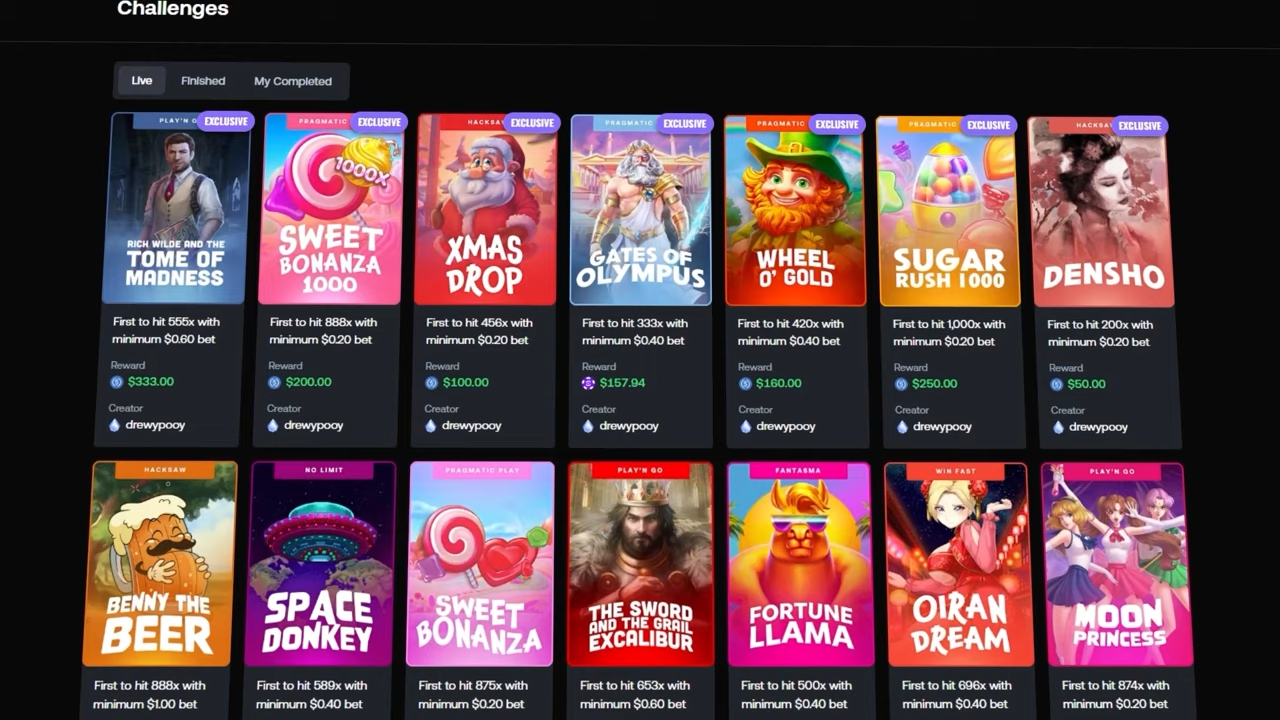 Challenges
Live Finished My Completed
PLAY'N G EXCLUSIVE
RICH WILDE AND THE
TOME OF
MADNESS
First to hit 555x with
minimum $0.60 bet
Reward
$333.00
Creator
drewypooy
PRAGMATIC EXCLUSIVE
1000X
SWEET
BONANZA
1000
First to hit 888x with
minimum $0.20 bet
Reward
$200.00
Creator
drewypooy
HACKSAW EXCLUSIVE
XMAS
DROP
First to hit 456x with
minimum $0.20 bet
Reward
$100.00
Creator
drewypooy
PRAGMATIC EXCLUSIVE
GATES OF
OLYMPUS
First to hit 333x with
minimum $0.40 bet
Reward
$157.94
Creator
drewypooy
PRAGMATIC EXCLUSIVE
WHEEL
O' GOLD
First to hit 420x with
minimum $0.40 bet
Reward
$160.00
Creator
drewypooy
PRAGMATIC EXCLUSIVE
SUGAR
RUSH 1000
First to hit 1,000x with
minimum $0.20 bet
Reward
$250.00
Creator
drewypooy
HACKSAW EXCLUSIVE
DENSHO
First to hit 200x with
minimum $0.20 bet
Reward
$50.00
Creator
drewypooy
HACKSAW
BENNY THE
BEER
First to hit 888x with
minimum $1.00 bet
NO LIMIT
SPACE
DONKEY
First to hit 589x with
minimum $0.40 bet
PRAGMATIC PLAY
SWEET
BONANZA
First to hit 875x with
minimum $0.20 bet
PLAY'N GO
THE SWORD
AND THE GRAIL
EXCALIBUR
First to hit 653x with
minimum $0.60 bet
FANTASMA
FORTUNE
LLAMA
First to hit 500x with
minimum $0.40 bet
WIN FAST
OIRAN
DREAM
First to hit 696x with
minimum $0.40 bet
PLAY'N GO
MOON
PRINCESS
First to hit 874x with
minimum $0.20 bet